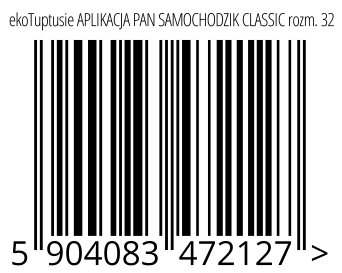 ekoTuptusie APLIKACJA PAN SAMOCHODZIK CLASSIC rozm. 32
5 904083 472127 >